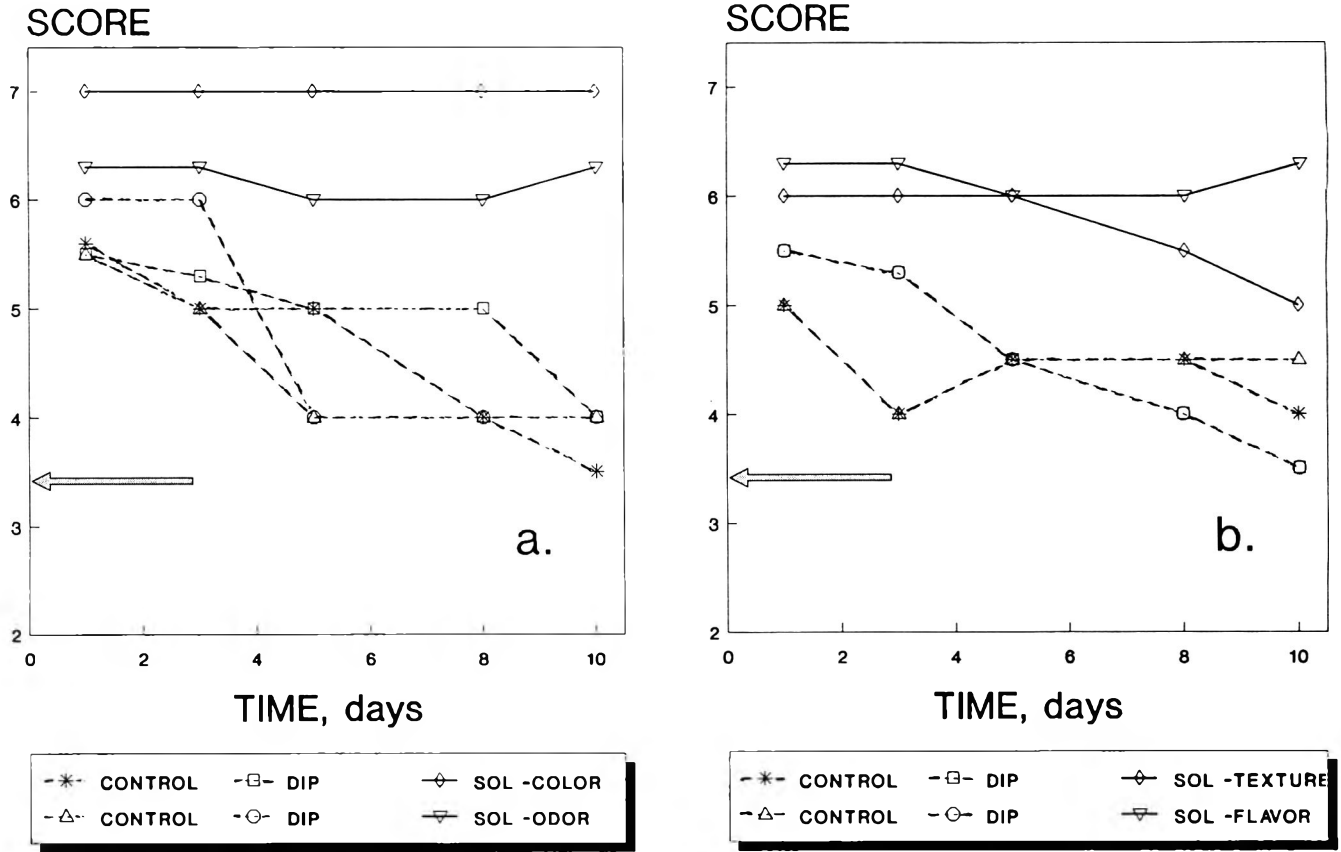 SCORE
7
6
5
4
3
2
0 2 4 6 8 10
a.
TIME, days
CONTROL DIP SOL -COLOR
CONTROL DIP SOL -ODOR
SCORE
7
6
5
4
3
2
0 2 4 6 8 10
b.
TIME, days
CONTROL DIP SOL -TEXTURE
CONTROL DIP SOL -FLAVOR